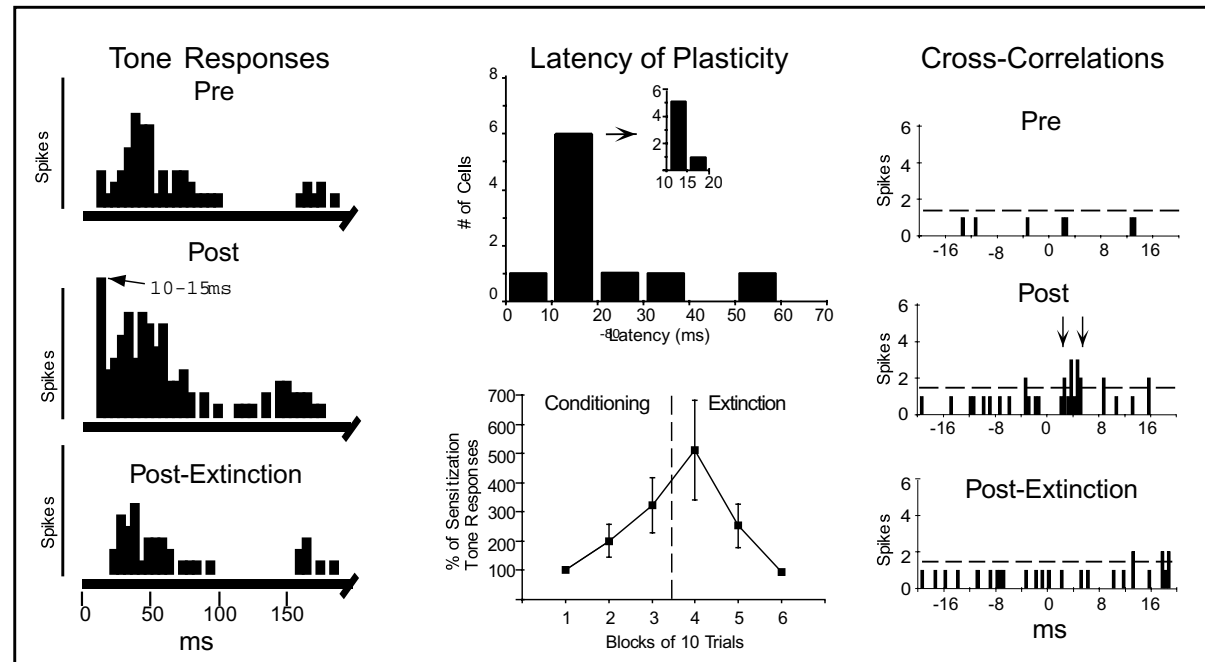 Tone Responses
Pre
Spikes
Post
10-15ms
Spikes
Post-Extinction
Spikes
0 50 100 150
ms
Latency of Plasticity
8
6
4
2
0
# of Cells
6
4
2
10 15 20
0 10 20 30 40 50 60 70
-80
Latency (ms)
700
600
500
400
300
200
100
% of Sensitization
Tone Responses
Conditioning Extinction
1 2 3 4 5 6
Blocks of 10 Trials
Cross-Correlations
Pre
6
4
2
0
Spikes
-16 -8 0 8 16
Post
6
4
2
0
Spikes
-16 -8 0 8 16
Post-Extinction
6
4
2
0
Spikes
-16 -8 0 8 16
ms